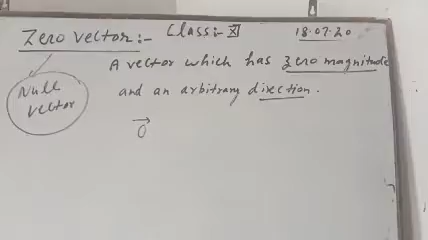 Zero vector:- Class:- XI 18.07.20
A vector which has zero magnitude
Null
vector
and an arbitrary direction.
0⃗